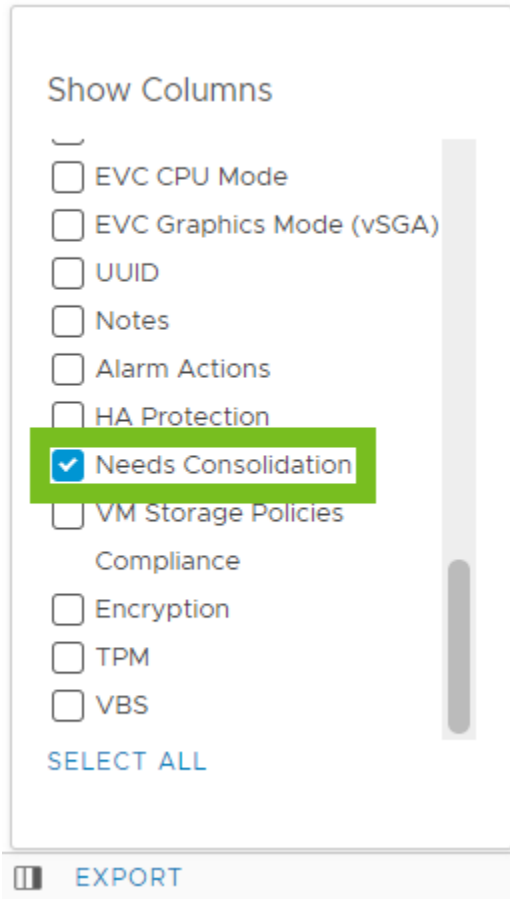 Show Columns
EVC CPU Mode
EVC Graphics Mode (vSGA)
UUID
Notes
Alarm Actions
HA Protection
Needs Consolidation
VM Storage Policies
Compliance
Encryption
TPM
VBS
SELECT ALL
EXPORT